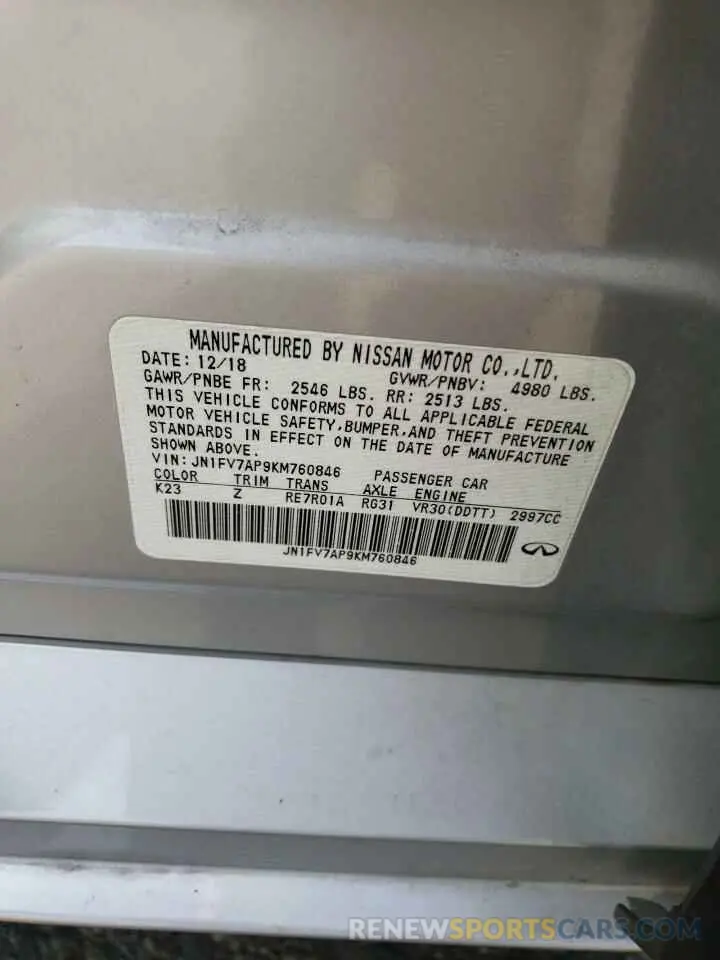 MANUFACTURED BY NISSAN MOTOR CO.,LTD.
DATE: 12/18 GVWR/PNBV: 4980 LBS.
GAWR/PNBE FR: 2546 LBS. RR: 2513 LBS.
THIS VEHICLE CONFORMS TO ALL APPLICABLE FEDERAL
MOTOR VEHICLE SAFETY,BUMPER,AND THEFT PREVENTION
STANDARDS IN EFFECT ON THE DATE OF MANUFACTURE
SHOWN ABOVE.
VIN: JN1FV7AP9KM760846 PASSENGER CAR
COLOR TRIM TRANS AXLE ENGINE
K23 Z RE7R01A RG31 VR30(DDTT) 2997CC
JN1FV7AP9KM760846
RENEWSPORTSCARS.COM